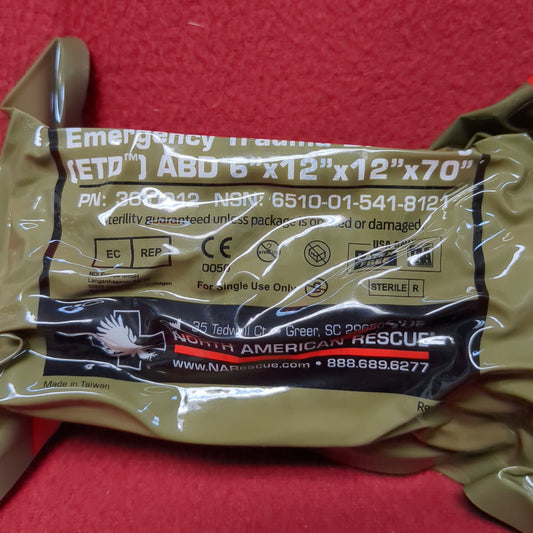 Emergency Trauma
(ETD™) ABD 6"x12"x12"x70"
PN: NSN: 6510-01-541-8121
Sterility guaranteed unless package is opened or damaged.
EC REP
CE
0050
For Single Use Only
STERILE R
35 Tedwall Ct. Greer, SC
NORTH AMERICAN RESCUE®
www.NARescue.com • 888.689.6277
Made in Taiwan